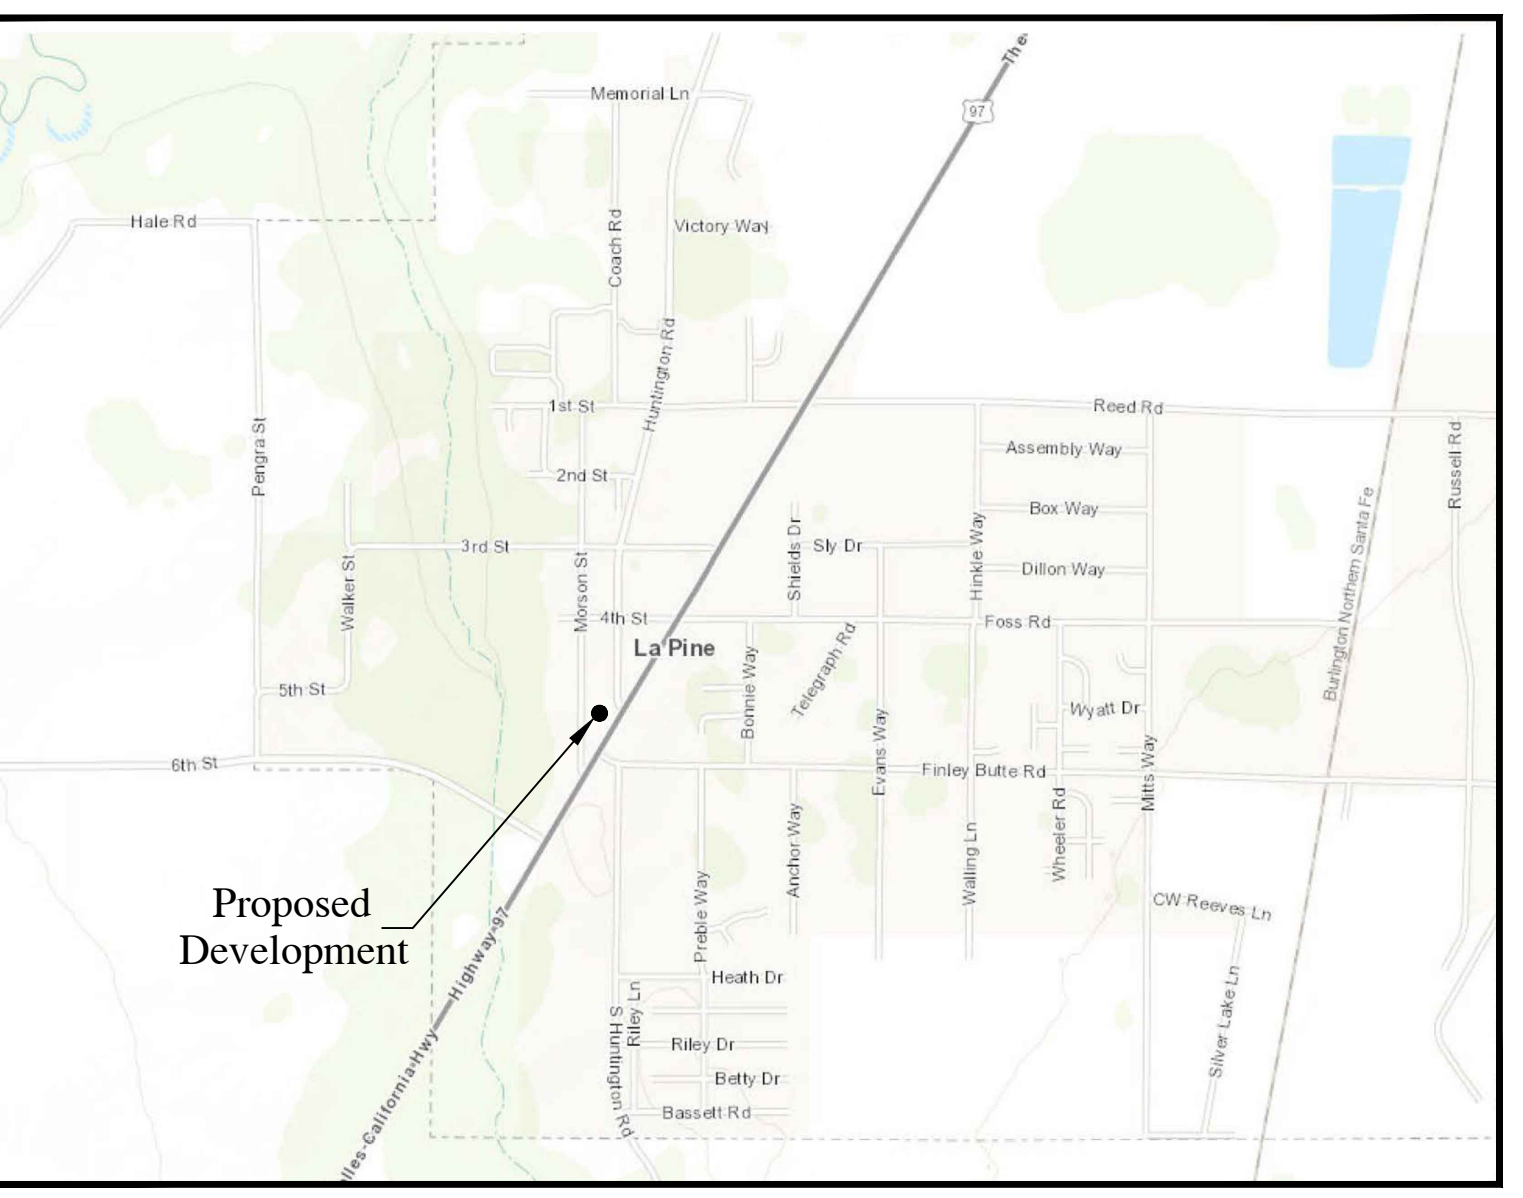 The
Memorial Ln
97
Hale Rd
Coach Rd
Victory Way
Huntington Rd
1st St
Reed Rd
Pengra St
Assembly Way
Russell Rd
2nd St
Box Way
Burlington Northern Santa Fe
3rd St
Shields Dr
Sly Dr
Hinkle Way
Walker St
Morson St
Dillon Way
4th St
Foss Rd
La Pine
Bonnie Way
Telegraph Rd
5th St
Wyatt Dr
Evans Way
6th St
Finley Butte Rd
Mitts Way
Anchor Way
Walling Ln
Wheeler Rd
Proposed
Development
Preble Way
CW Reeves Ln
Highway 97
Heath Dr
Riley Ln
S Huntington Rd
Silver Lake Ln
Riley Dr
Betty Dr
Bassett Rd
alles-California Hwy